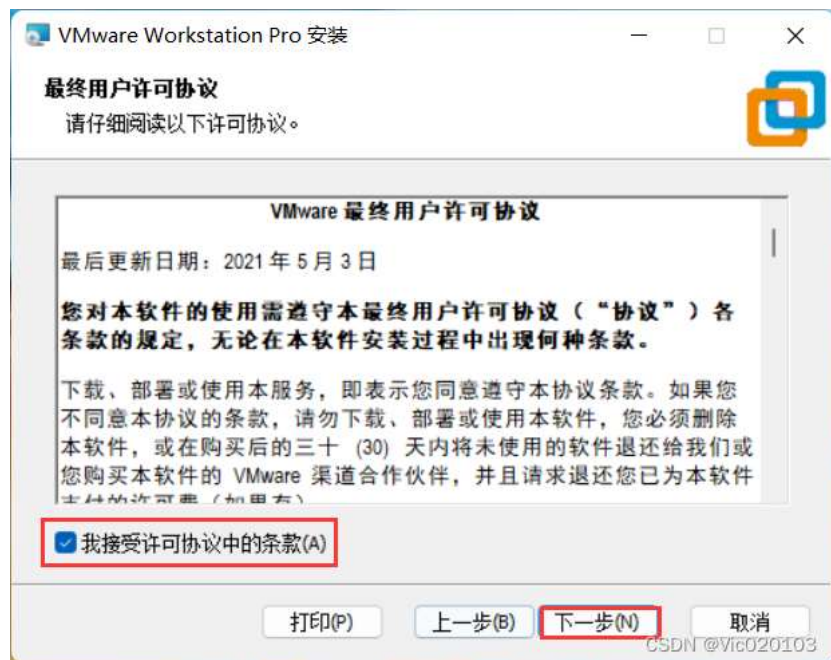 VMware Workstation Pro 安装
最终用户许可协议
请仔细阅读以下许可协议。
VMware 最终用户许可协议
最后更新日期：2021 年 5 月 3 日
您对本软件的使用需遵守本最终用户许可协议（“协议”）各
条款的规定，无论在本软件安装过程中出现何种条款。
下载、部署或使用本服务，即表示您同意遵守本协议条款。如果您
不同意本协议的条款，请勿下载、部署或使用本软件，您必须删除
本软件，或在购买后的三十 (30) 天内将未使用的软件退还给我们或
您购买本软件的 VMware 渠道合作伙伴，并且请求退还您已为本软件
支付的许可费（如果有）
我接受许可协议中的条款(A)
打印(P) 上一步(B) 下一步(N) 取消
CSDN @Vic020103